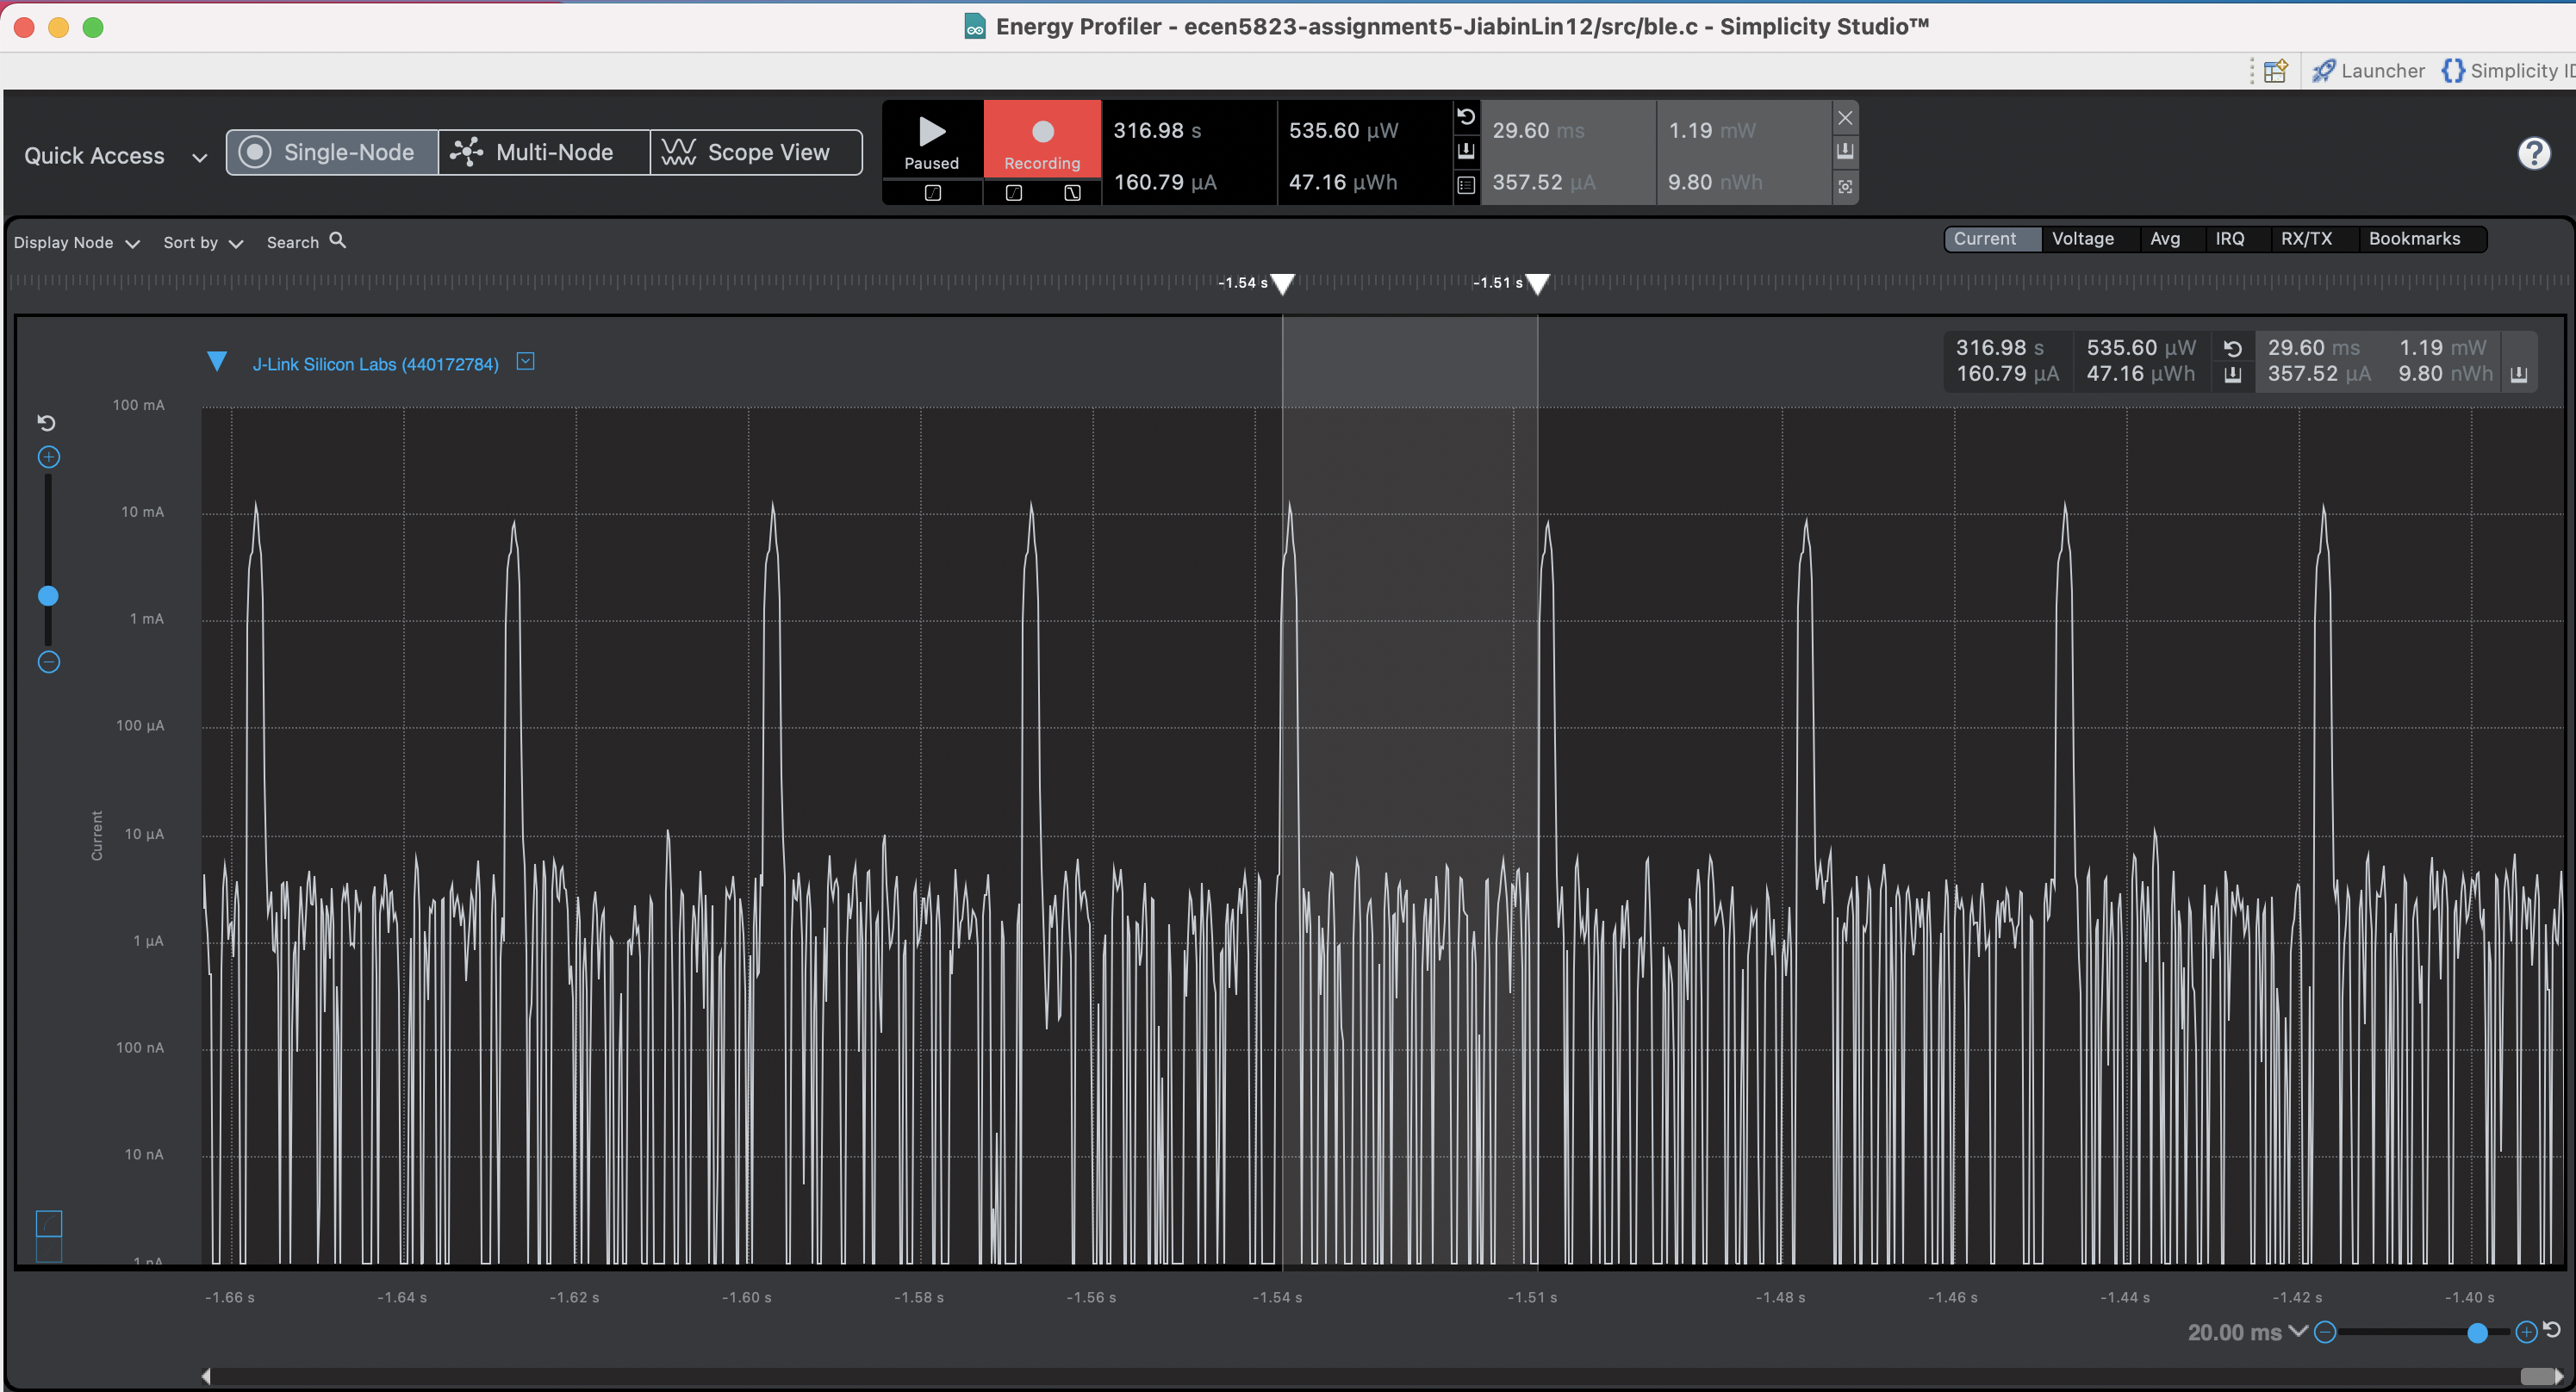 Energy Profiler - ecen5823-assignment5-JiabinLin12/src/ble.c - Simplicity Studio™
Launcher
Simplicity
Quick Access
Single-Node
Multi-Node
Scope View
Paused
Recording
316.98 s
535.60 µW
160.79 µA
47.16 µWh
29.60 ms
1.19 mW
357.52 µA
9.80 nWh
Display Node
Sort by
Search
Current
Voltage
Avg
IRQ
RX/TX
Bookmarks
-1.54 s
-1.51 s
J-Link Silicon Labs (440172784)
316.98 s 535.60 µW 29.60 ms 1.19 mW
160.79 µA 47.16 µWh 357.52 µA 9.80 nWh
100 mA
10 mA
1 mA
100 µA
10 µA
1 µA
100 nA
10 nA
1 nA
Current
-1.66 s -1.64 s -1.62 s -1.60 s -1.58 s -1.56 s -1.54 s -1.51 s -1.48 s -1.46 s -1.44 s -1.42 s -1.40 s
20.00 ms